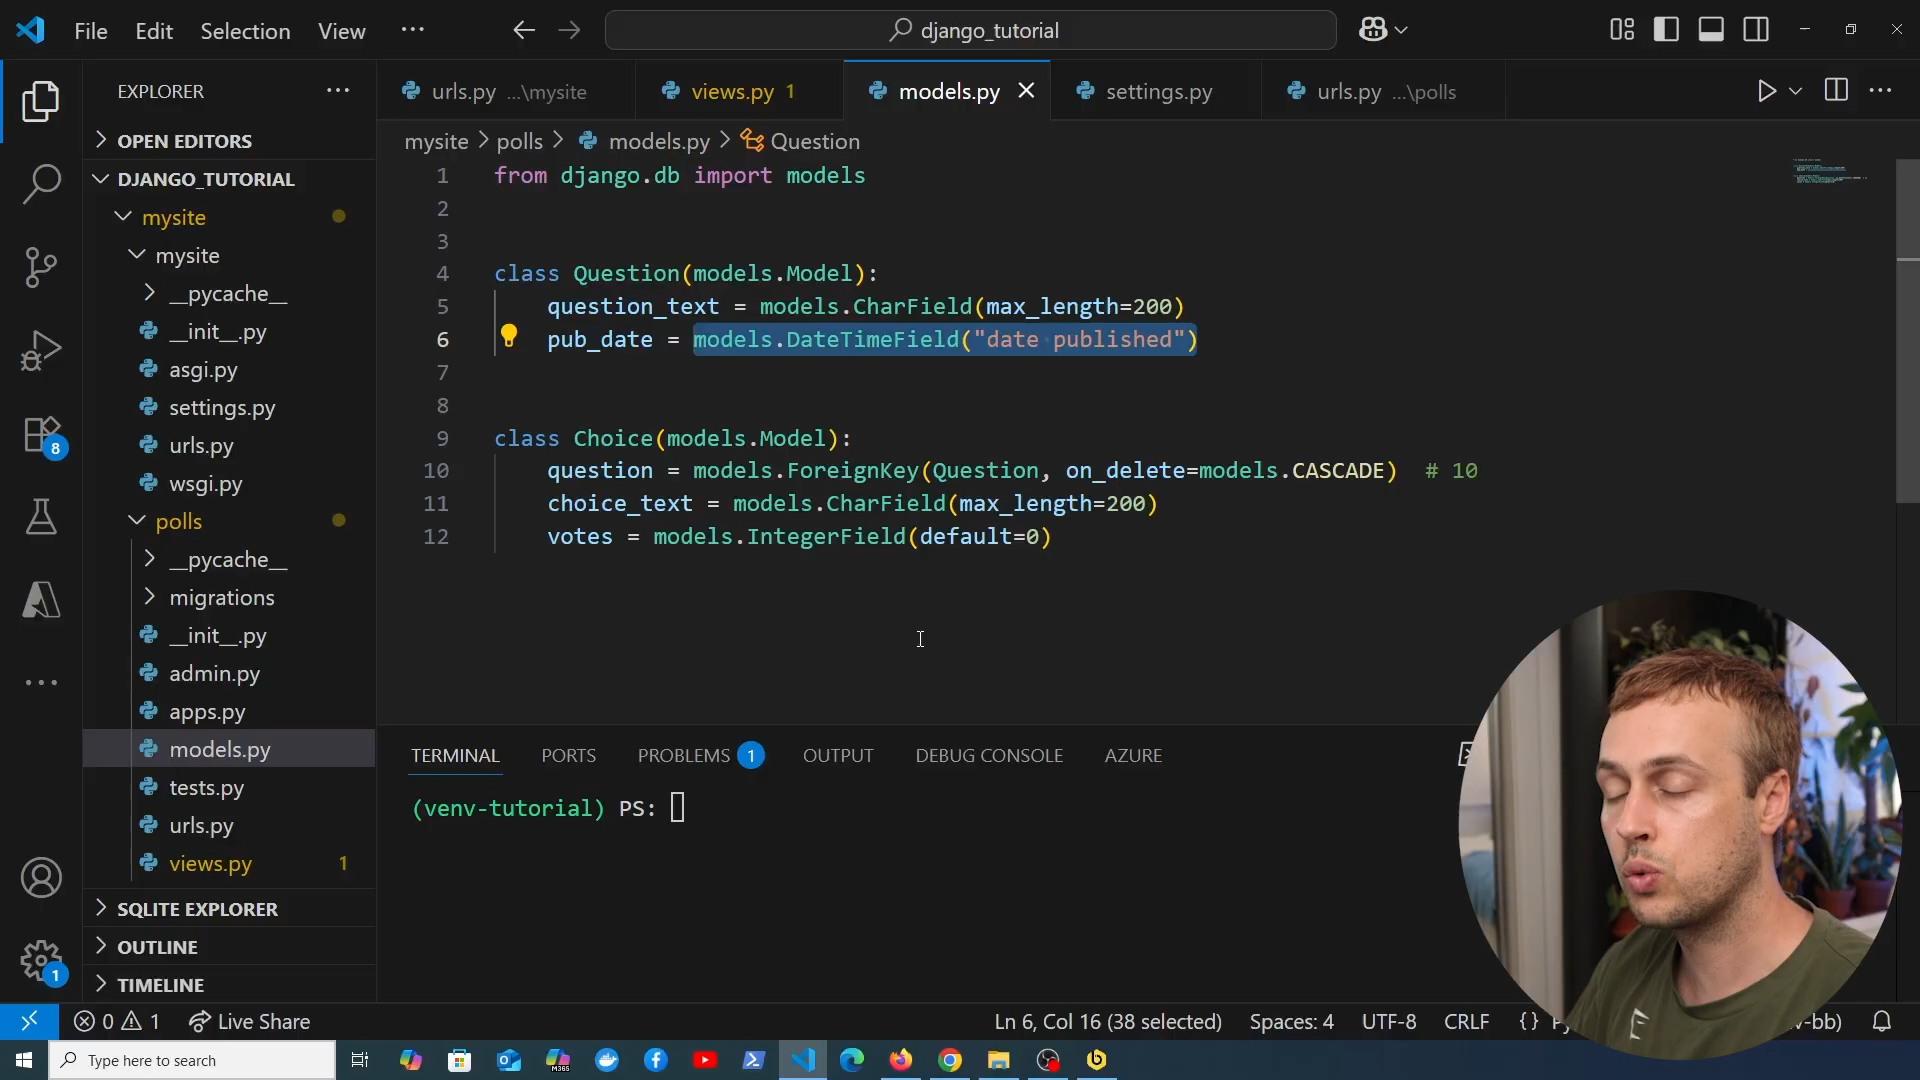 File Edit Selection View ...
django_tutorial
EXPLORER ...
OPEN EDITORS
DJANGO_TUTORIAL
mysite
mysite
__pycache__
__init__.py
asgi.py
settings.py
urls.py
wsgi.py
polls
__pycache__
migrations
__init__.py
admin.py
apps.py
models.py
tests.py
urls.py
views.py 1
SQLITE EXPLORER
OUTLINE
TIMELINE
8
1
urls.py ...\mysite
views.py 1
models.py
settings.py
urls.py ...\polls
mysite > polls > models.py > Question
1 from django.db import models
2
3
4 class Question(models.Model):
5 question_text = models.CharField(max_length=200)
6 pub_date = models.DateTimeField("date published")
7
8
9 class Choice(models.Model):
10 question = models.ForeignKey(Question, on_delete=models.CASCADE) # 10
11 choice_text = models.CharField(max_length=200)
12 votes = models.IntegerField(default=0)
TERMINAL PORTS PROBLEMS 1 OUTPUT DEBUG CONSOLE AZURE
(venv-tutorial) PS:
0 1 Live Share
Ln 6, Col 16 (38 selected) Spaces: 4 UTF-8 CRLF {}
Type here to search